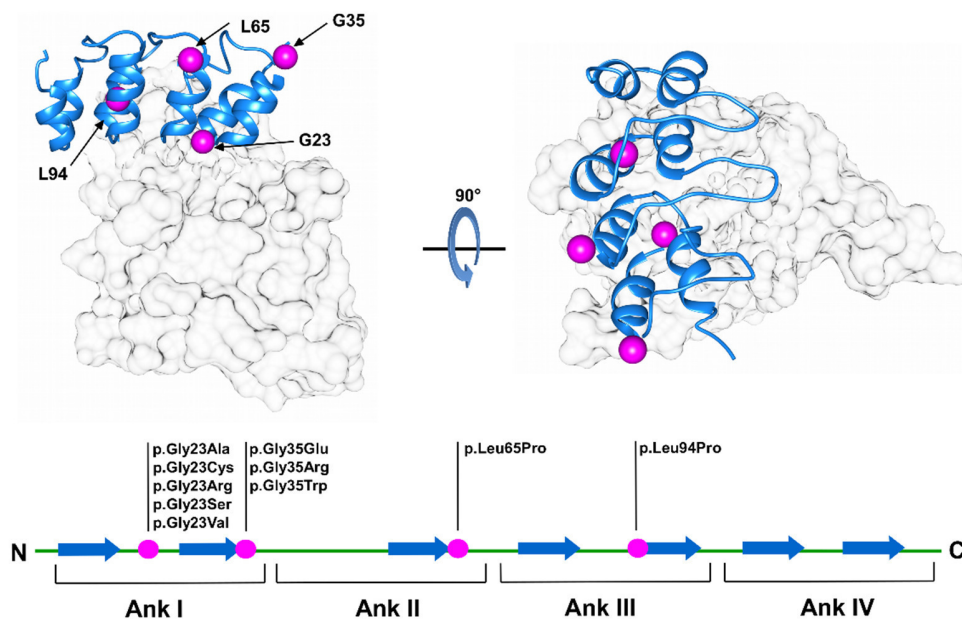 L65
G35
L94
G23
90°
p.Gly23Ala
p.Gly23Cys
p.Gly23Arg
p.Gly23Ser
p.Gly23Val
p.Gly35Glu
p.Gly35Arg
p.Gly35Trp
p.Leu65Pro
p.Leu94Pro
N
C
Ank I
Ank II
Ank III
Ank IV